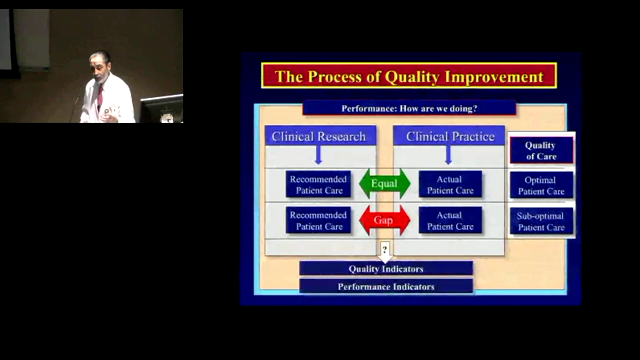 The Process of Quality Improvement
Performance: How are we doing?
Clinical Research
Clinical Practice
Quality
of Care
Recommended
Patient Care
Equal
Actual
Patient Care
Optimal
Patient Care
Recommended
Patient Care
Gap
Actual
Patient Care
Sub-optimal
Patient Care
?
Quality Indicators
Performance Indicators